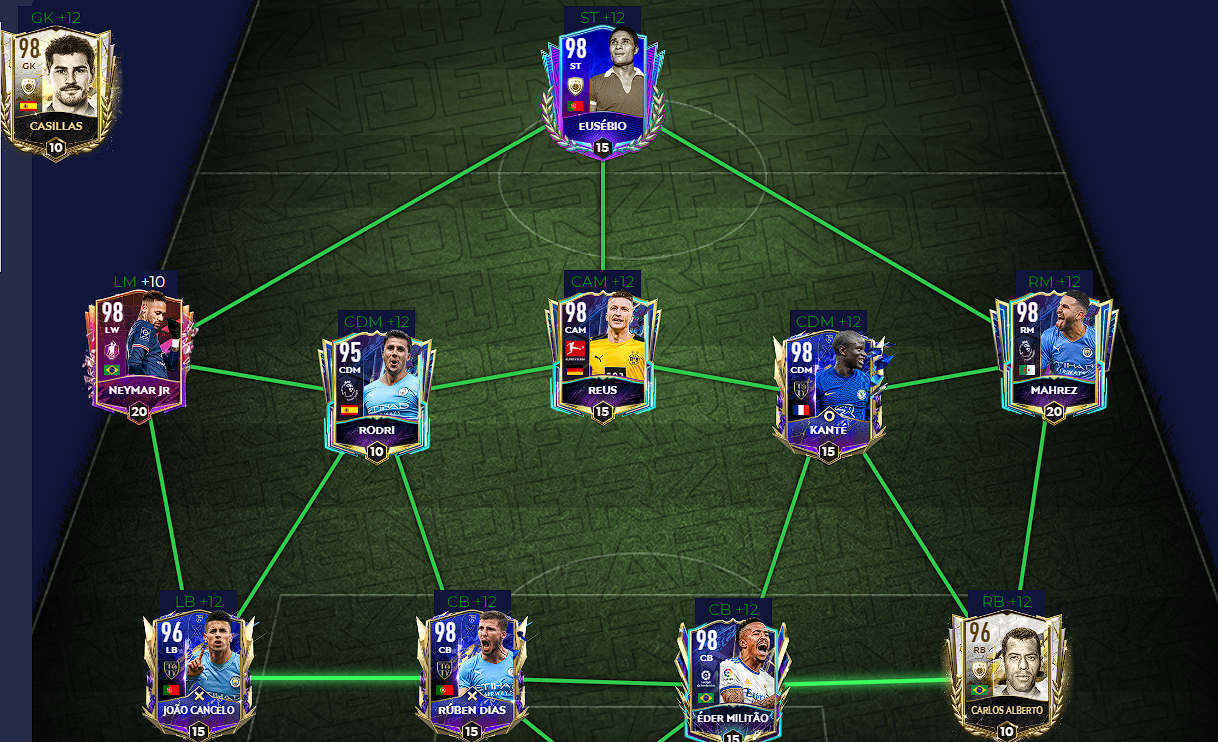 GK +12
98
GK
CASILLAS
10
ST +12
98
ST
EUSÉBIO
15
LM +10
98
LW
NEYMAR JR
20
CDM +12
95
CDM
RODRI
10
CAM +12
98
CAM
REUS
15
CDM +12
98
CDM
KANTÉ
15
RM +12
98
RM
MAHREZ
20
LB +12
96
LB
JOÃO CANCELO
15
CB +12
98
CB
RÚBEN DIAS
15
CB +12
98
CB
ÉDER MILITÃO
15
RB +12
96
RB
CARLOS ALBERTO
10